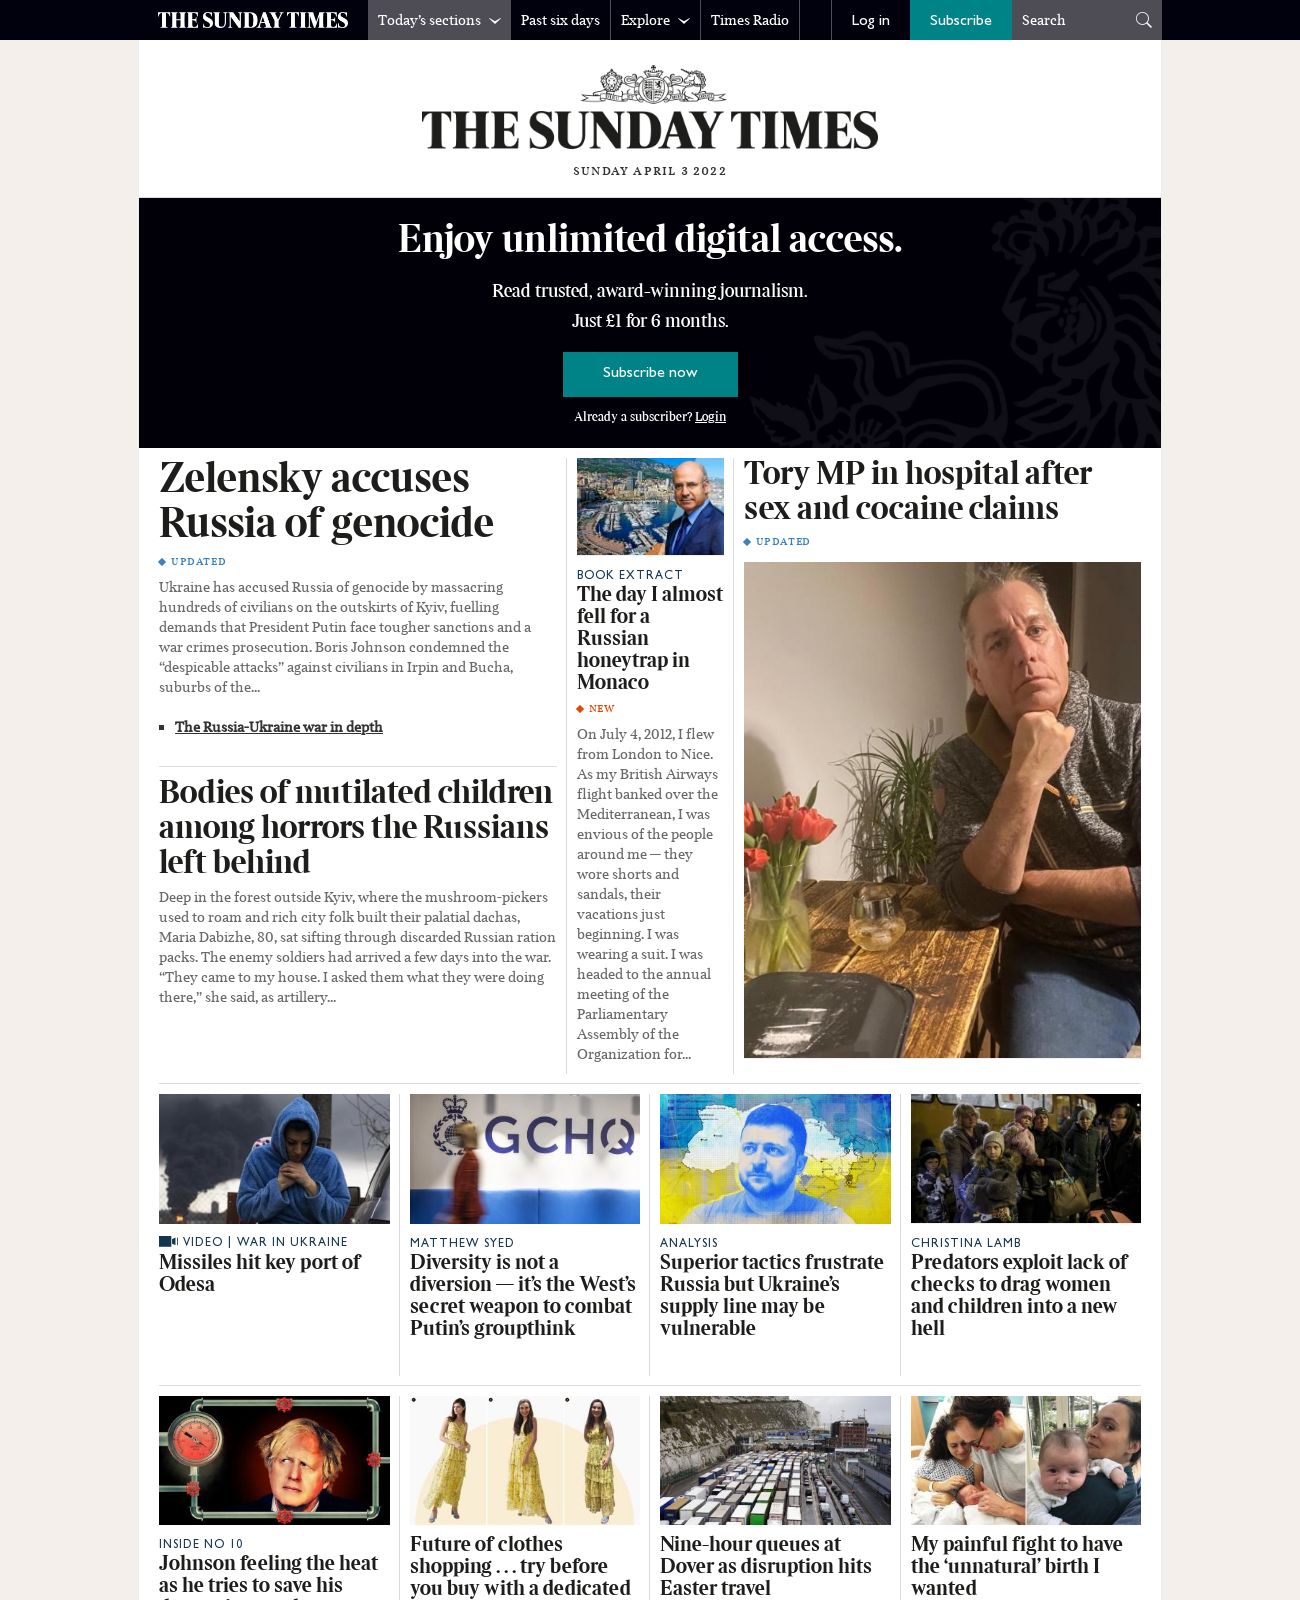 THE SUNDAY TIMES
Today's sections
Past six days
Explore
Times Radio
Log in
Subscribe
Search
THE SUNDAY TIMES
SUNDAY APRIL 3 2022
Enjoy unlimited digital access.
Read trusted, award-winning journalism.
Just £1 for 6 months.
Subscribe now
Already a subscriber? Login
Zelensky accuses
Russia of genocide
UPDATED
Ukraine has accused Russia of genocide by massacring
hundreds of civilians on the outskirts of Kyiv, fuelling
demands that President Putin face tougher sanctions and a
war crimes prosecution. Boris Johnson condemned the
“despicable attacks” against civilians in Irpin and Bucha,
suburbs of the...
The Russia-Ukraine war in depth
Bodies of mutilated children
among horrors the Russians
left behind
Deep in the forest outside Kyiv, where the mushroom-pickers
used to roam and rich city folk built their palatial dachas,
Maria Dabizhe, 80, sat sifting through discarded Russian ration
packs. The enemy soldiers had arrived a few days into the war.
“They came to my house. I asked them what they were doing
there,” she said, as artillery...
BOOK EXTRACT
The day I almost
fell for a
Russian
honeytrap in
Monaco
NEW
On July 4, 2012, I flew
from London to Nice.
As my British Airways
flight banked over the
Mediterranean, I was
envious of the people
around me — they
wore shorts and
sandals, their
vacations just
beginning. I was
wearing a suit. I was
headed to the annual
meeting of the
Parliamentary
Assembly of the
Organization for...
Tory MP in hospital after
sex and cocaine claims
UPDATED
VIDEO | WAR IN UKRAINE
Missiles hit key port of
Odesa
GCHQ
MATTHEW SYED
Diversity is not a
diversion — it’s the West’s
secret weapon to combat
Putin’s groupthink
ANALYSIS
Superior tactics frustrate
Russia but Ukraine’s
supply line may be
vulnerable
CHRISTINA LAMB
Predators exploit lack of
checks to drag women
and children into a new
hell
INSIDE NO 10
Johnson feeling the heat
as he tries to save his
Future of clothes
shopping . . . try before
you buy with a dedicated
Nine-hour queues at
Dover as disruption hits
Easter travel
My painful fight to have
the ‘unnatural’ birth I
wanted